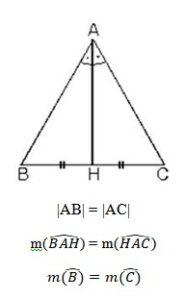 A
B H C
|AB| = |AC|
m(BAH) = m(HAC)
m(B) = m(C)